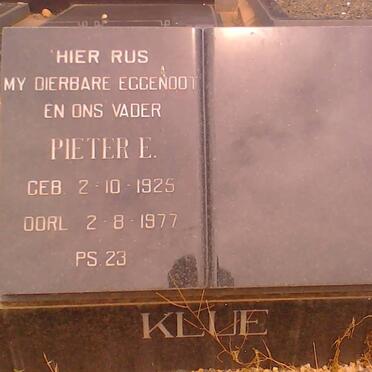 HIER RUS
MY DIERBARE EGGENOOT
EN ONS VADER
PIETER E.
GEB. 2-10-1925
OORL 2-8-1977
PS. 23
KLUE